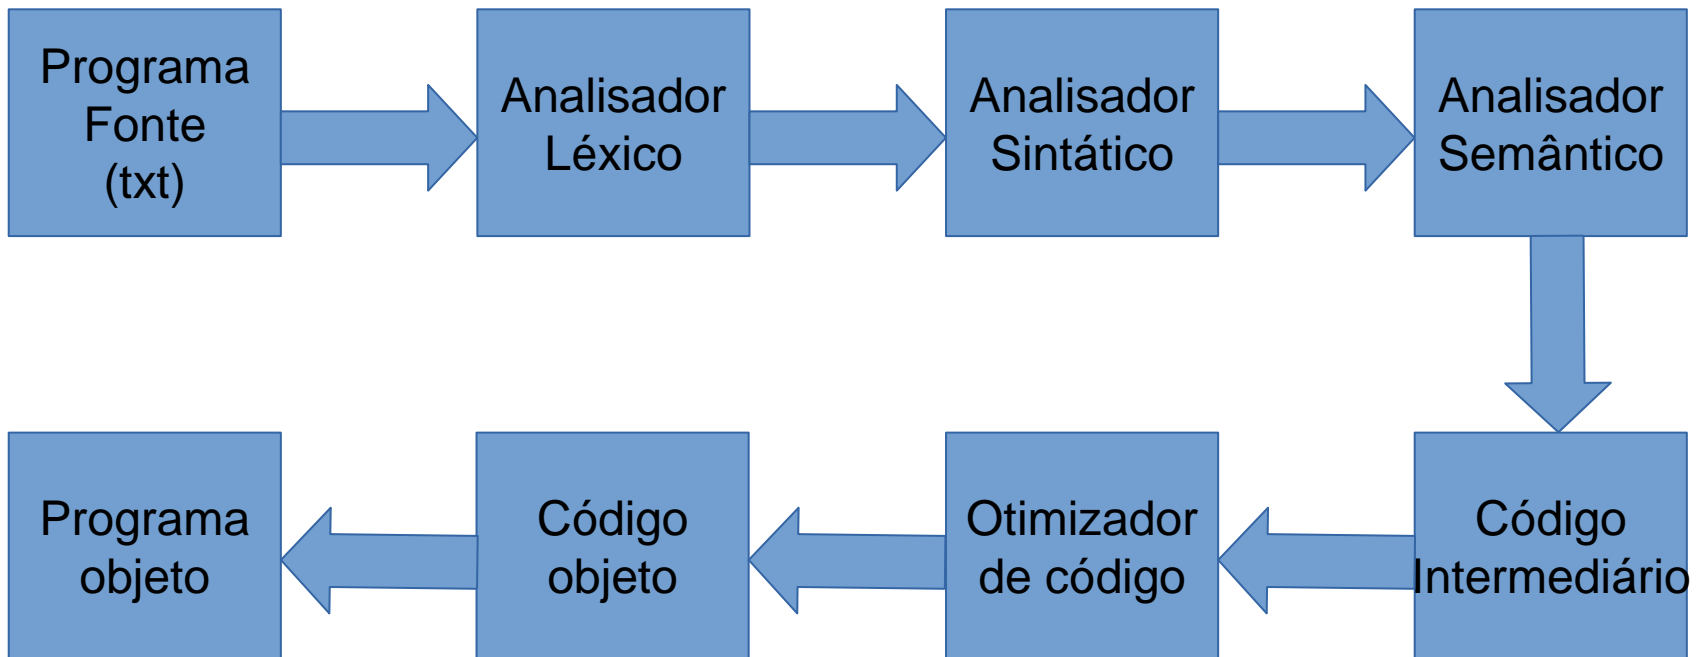 Programa
Fonte
(txt)
Analisador
Léxico
Analisador
Sintático
Analisador
Semântico
Programa
objeto
Código
objeto
Otimizador
de código
Código
Intermediário